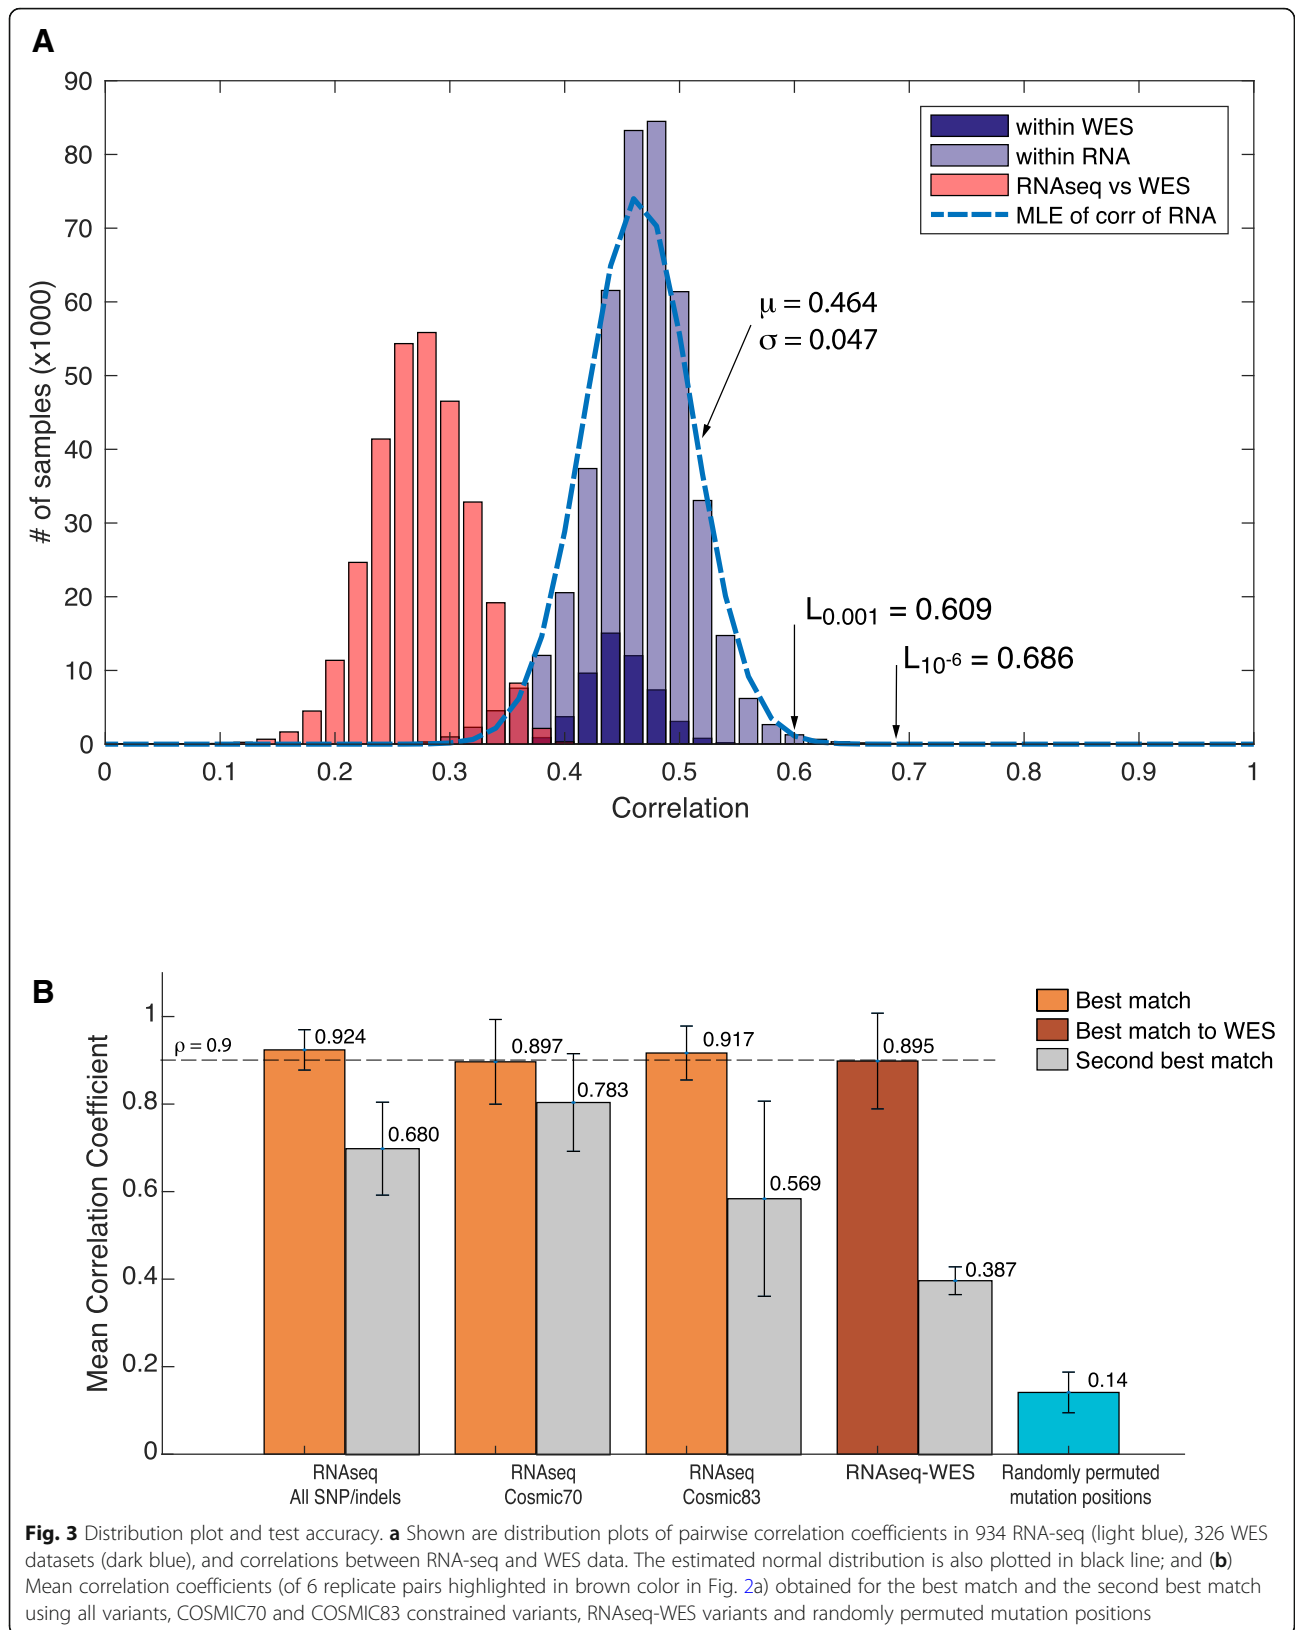 A
90
80
70
60
50
40
30
20
10
0
# of samples (x1000)
0 0.1 0.2 0.3 0.4 0.5 0.6 0.7 0.8 0.9 1
Correlation
within WES
within RNA
RNAseq vs WES
MLE of corr of RNA
μ = 0.464
σ = 0.047
L0.001 = 0.609
L10-6 = 0.686
B
1
0.8
0.6
0.4
0.2
0
Mean Correlation Coefficient
ρ = 0.9
0.924
0.680
0.897
0.783
0.917
0.569
0.895
0.387
0.14
Best match
Best match to WES
Second best match
RNAseq
All SNP/indels
RNAseq
Cosmic70
RNAseq
Cosmic83
RNAseq-WES
Randomly permuted
mutation positions
Fig. 3 Distribution plot and test accuracy. a Shown are distribution plots of pairwise correlation coefficients in 934 RNA-seq (light blue), 326 WES
datasets (dark blue), and correlations between RNA-seq and WES data. The estimated normal distribution is also plotted in black line; and (b)
Mean correlation coefficients (of 6 replicate pairs highlighted in brown color in Fig. 2a) obtained for the best match and the second best match
using all variants, COSMIC70 and COSMIC83 constrained variants, RNAseq-WES variants and randomly permuted mutation positions